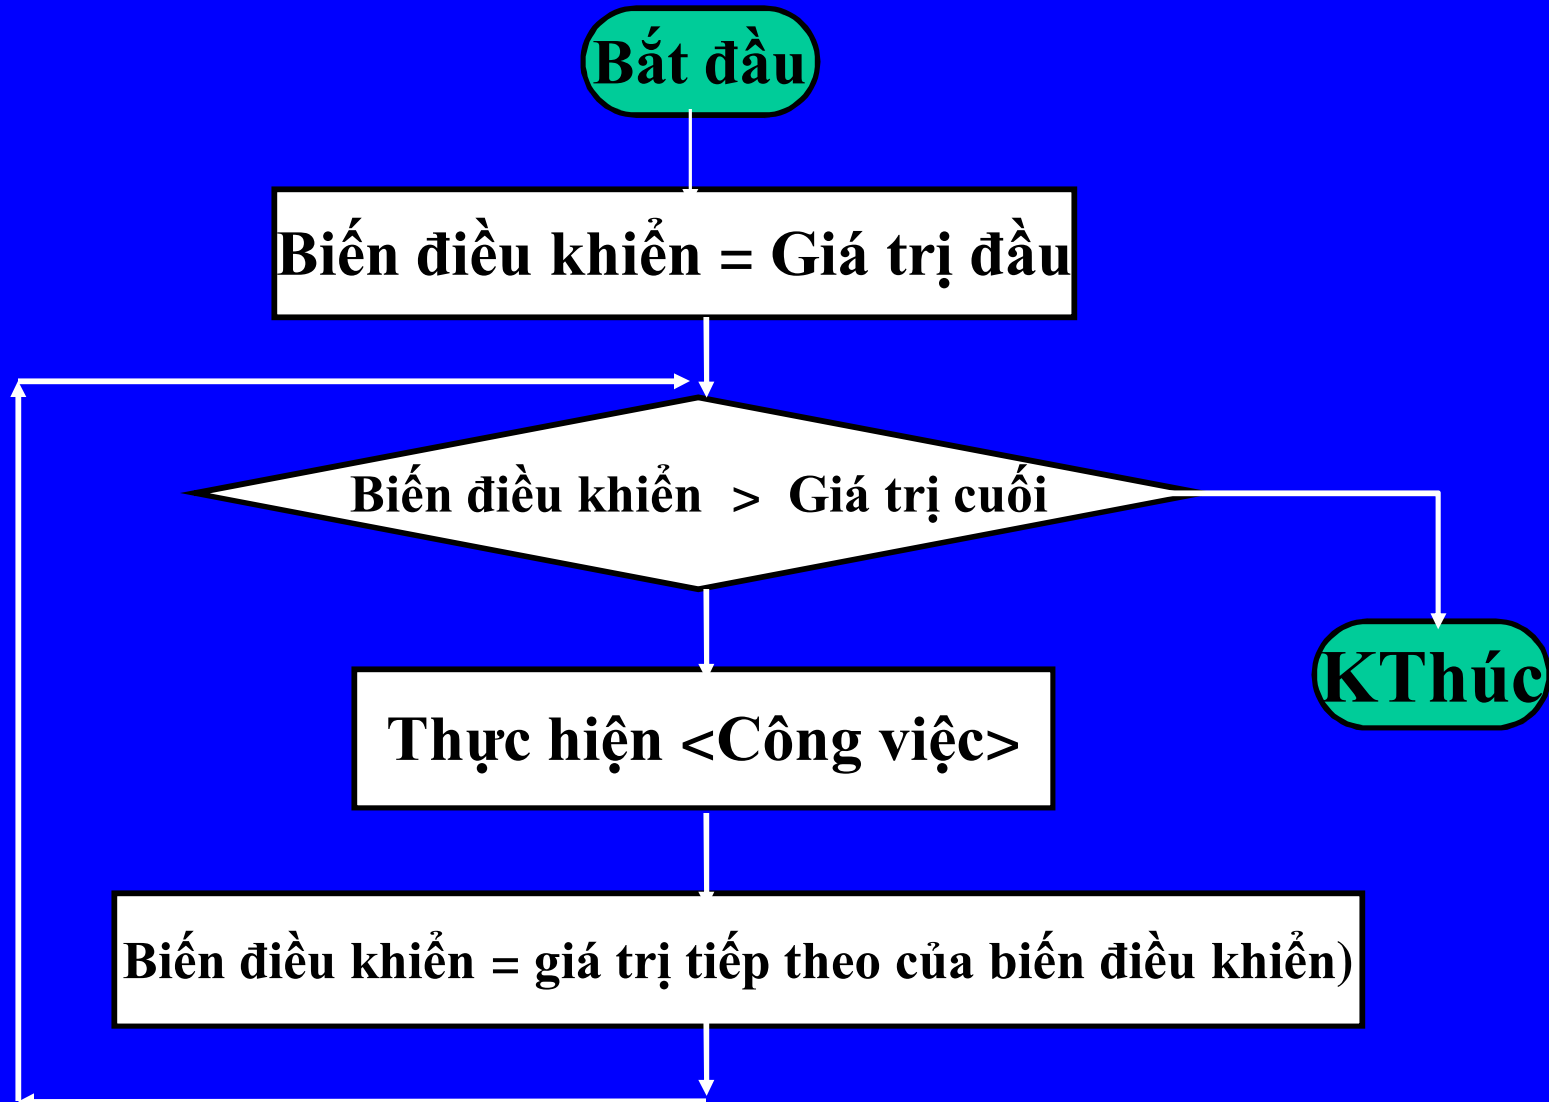 Bắt đầu
Biến điều khiển = Giá trị đầu
Biến điều khiển > Giá trị cuối
KThúc
Thực hiện <Công việc>
Biến điều khiển = giá trị tiếp theo của biến điều khiển)